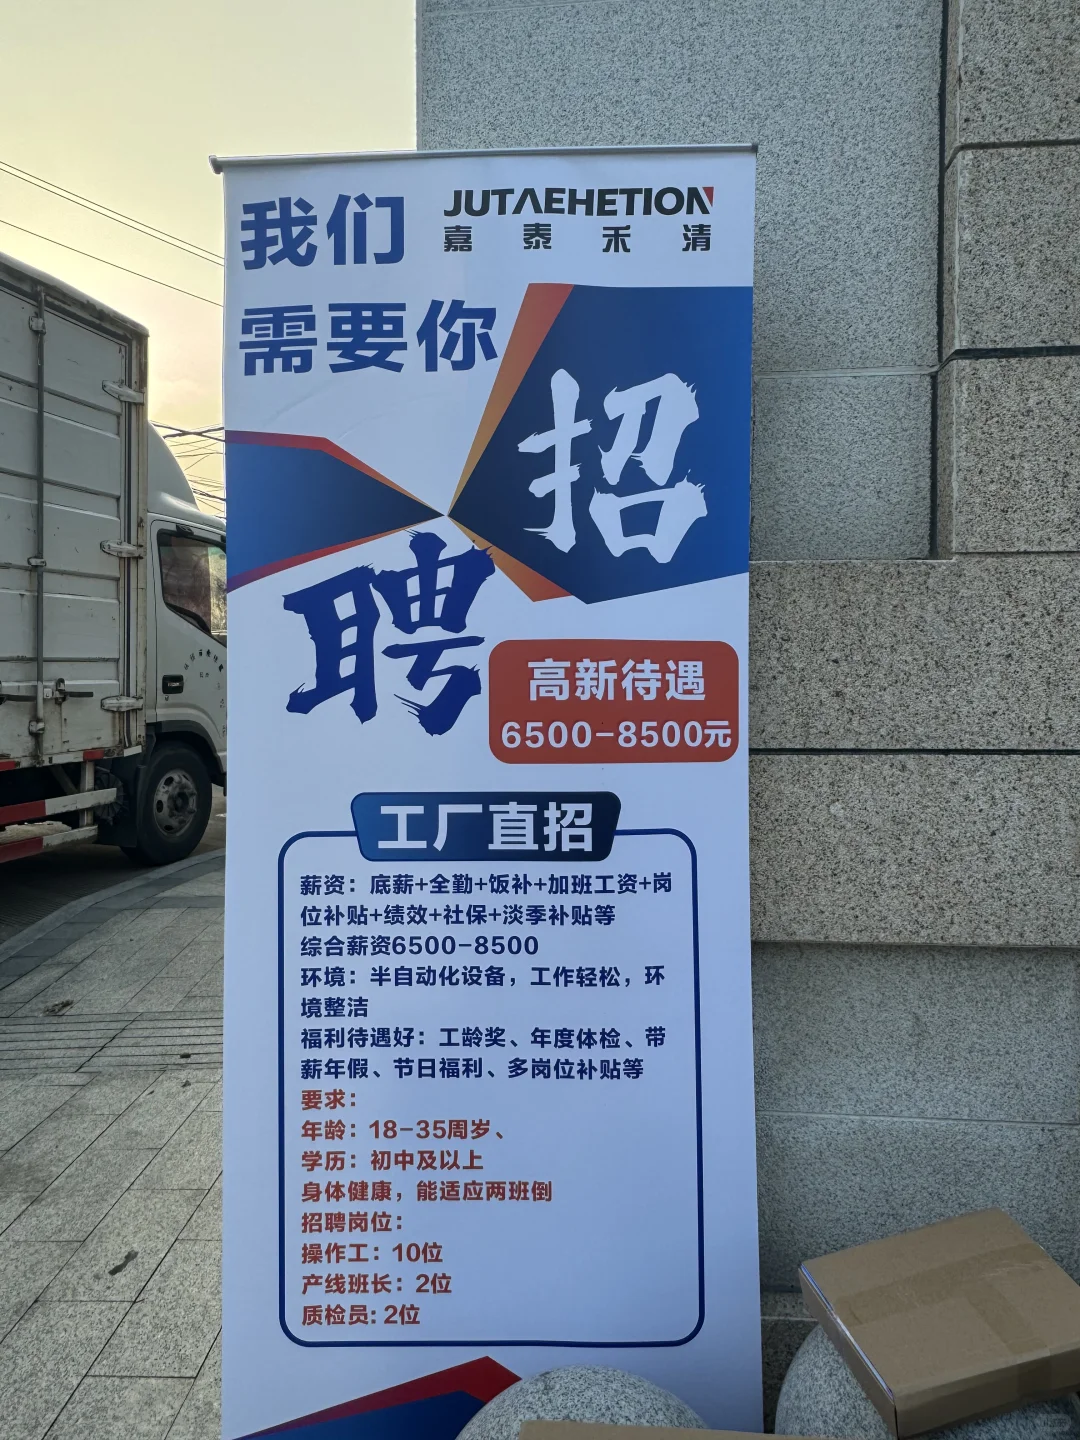 我们
JUTAEHETION
嘉泰禾清
需要你
招
聘
高新待遇
6500-8500元
工厂直招
薪资：底薪+全勤+饭补+加班工资+岗
位补贴+绩效+社保+淡季补贴等
综合薪资6500-8500
环境：半自动化设备，工作轻松，环
境整洁
福利待遇好：工龄奖、年度体检、带
薪年假、节日福利、多岗位补贴等
要求：
年龄：18-35周岁、
学历：初中及以上
身体健康，能适应两班倒
招聘岗位：
操作工：10位
产线班长：2位
质检员: 2位